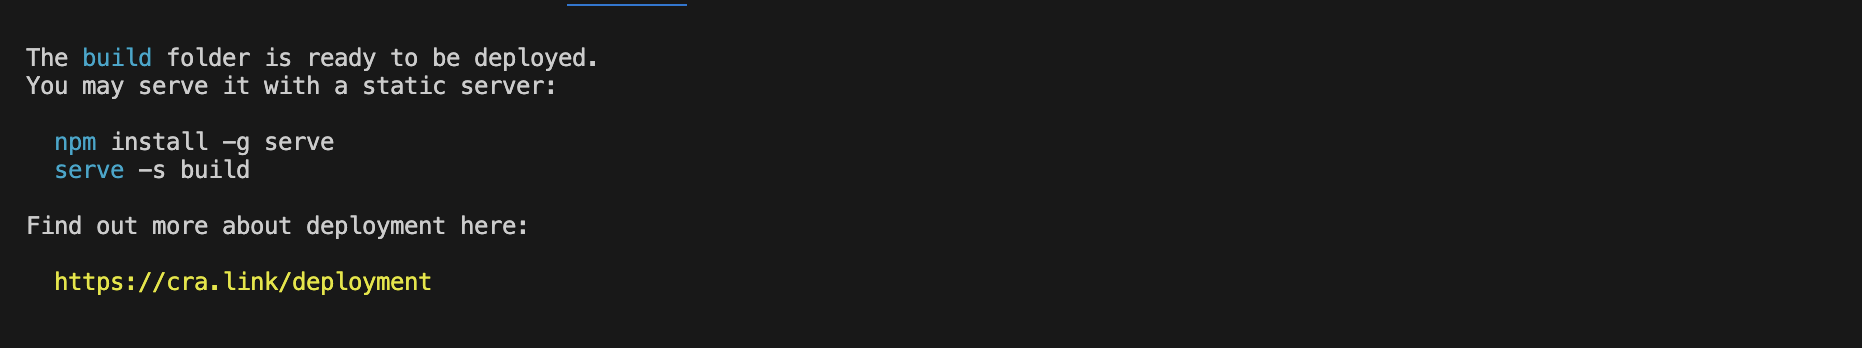 The build folder is ready to be deployed.
You may serve it with a static server:
npm install -g serve
serve -s build
Find out more about deployment here:
https://cra.link/deployment